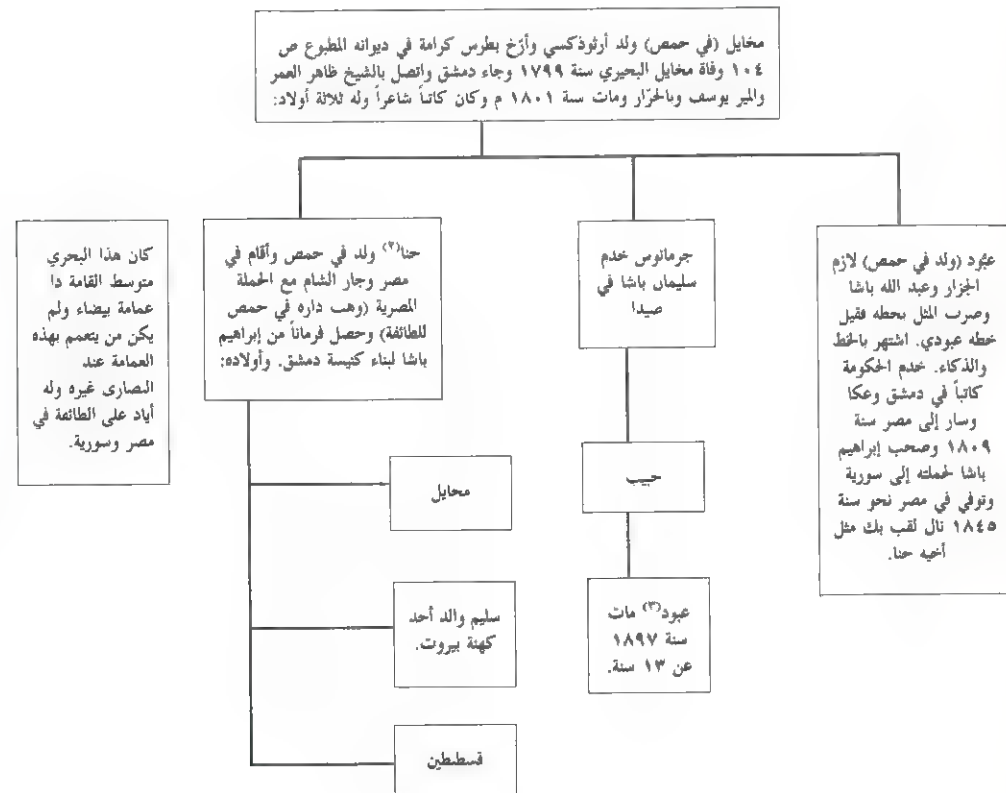 مخايل (في حمص) ولد أرثوذكسي وأرّخ بطرس كرامة في ديوانه المطبوع ص
١٠٤ وفاة مخايل البحيري سنة ١٧٩٩ وجاء دمشق واتصل بالشيخ ظاهر العمر
والمير يوسف وبالحرّار ومات سنة ١٨٠١ م وكان كاتباً شاعراً وله ثلاثة أولاد:
عبّود (ولد في حمص) لازم
الجزار وعبد الله باشا
وصرب المثل بحطه فقيل
خطه عبودي. اشتهر بالخط
والذكاء. خدم الحكومة
كاتباً في دمشق وعكا
وسار إلى مصر سنة
١٨٠٩ وصحب إبراهيم
باشا لحملته إلى سورية
وتوفي في مصر نحو سنة
١٨٤٥ نال لقب بك مثل
أخيه حنا.
جرمانوس خدم
سليمان باشا في
صيدا
حبيب
عبود(٣) مات
سنة ١٨٩٧
عن ١٣ سنة.
حنا(٢) ولد في حمص وأقام في
مصر وجار الشام مع الحملة
المصرية (وهب داره في حمص
للطائفة) وحصل فرماناً من إبراهيم
باشا لبناء كنيسة دمشق. وأولاده:
محايل
سليم والد أحد
كهنة بيروت.
قسطنطين
كان هذا البحري
متوسط القامة دا
عمامة بيضاء ولم
يكن من يتعمم بهذه
العمامة عند
النصارى غيره وله
أياد على الطائفة في
مصر وسورية.